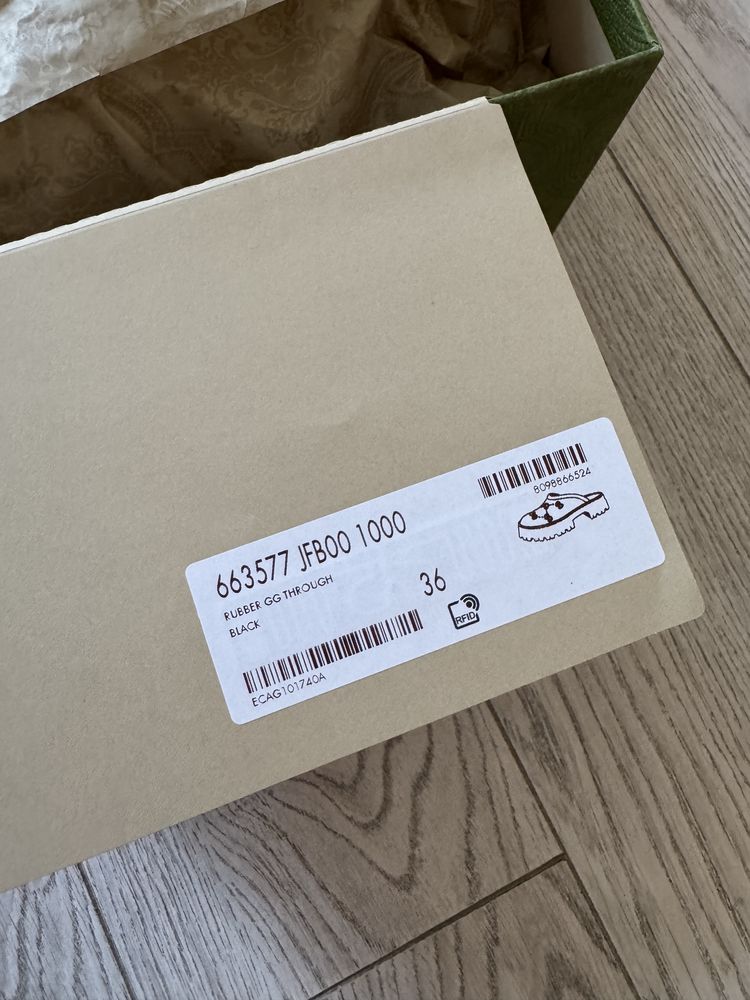 8098866524
663577 JFB00 1000
RUBBER GG THROUGH
BLACK
36
RFID
ECAG101740A